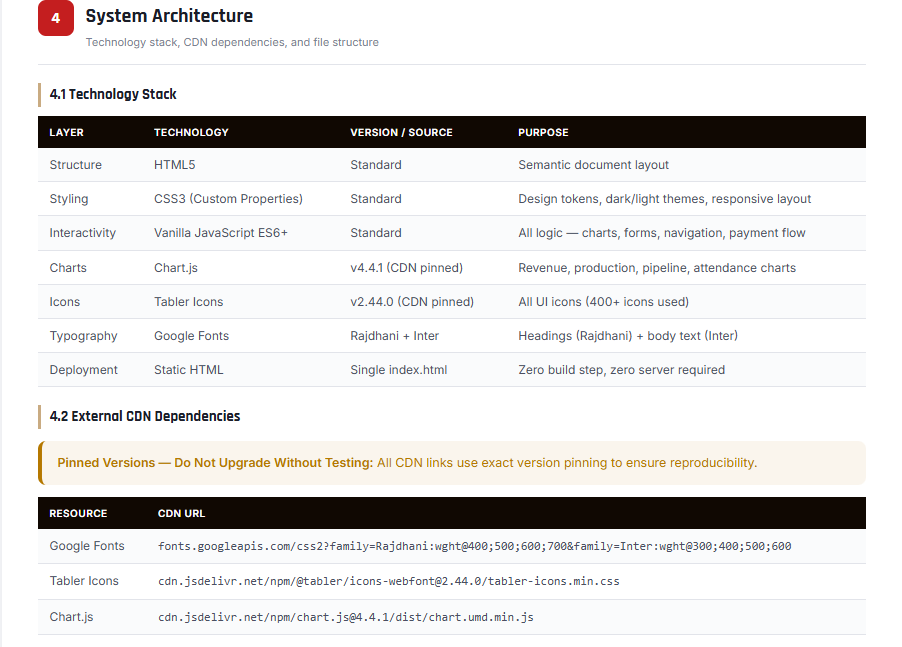 4
System Architecture
Technology stack, CDN dependencies, and file structure
4.1 Technology Stack
LAYER TECHNOLOGY VERSION / SOURCE PURPOSE
Structure HTML5 Standard Semantic document layout
Styling CSS3 (Custom Properties) Standard Design tokens, dark/light themes, responsive layout
Interactivity Vanilla JavaScript ES6+ Standard All logic — charts, forms, navigation, payment flow
Charts Chart.js v4.4.1 (CDN pinned) Revenue, production, pipeline, attendance charts
Icons Tabler Icons v2.44.0 (CDN pinned) All UI icons (400+ icons used)
Typography Google Fonts Rajdhani + Inter Headings (Rajdhani) + body text (Inter)
Deployment Static HTML Single index.html Zero build step, zero server required
4.2 External CDN Dependencies
Pinned Versions — Do Not Upgrade Without Testing: All CDN links use exact version pinning to ensure reproducibility.
RESOURCE CDN URL
Google Fonts fonts.googleapis.com/css2?family=Rajdhani:wght@400;500;600;700&family=Inter:wght@300;400;500;600
Tabler Icons cdn.jsdelivr.net/npm/@tabler/icons-webfont@2.44.0/tabler-icons.min.css
Chart.js cdn.jsdelivr.net/npm/chart.js@4.4.1/dist/chart.umd.min.js